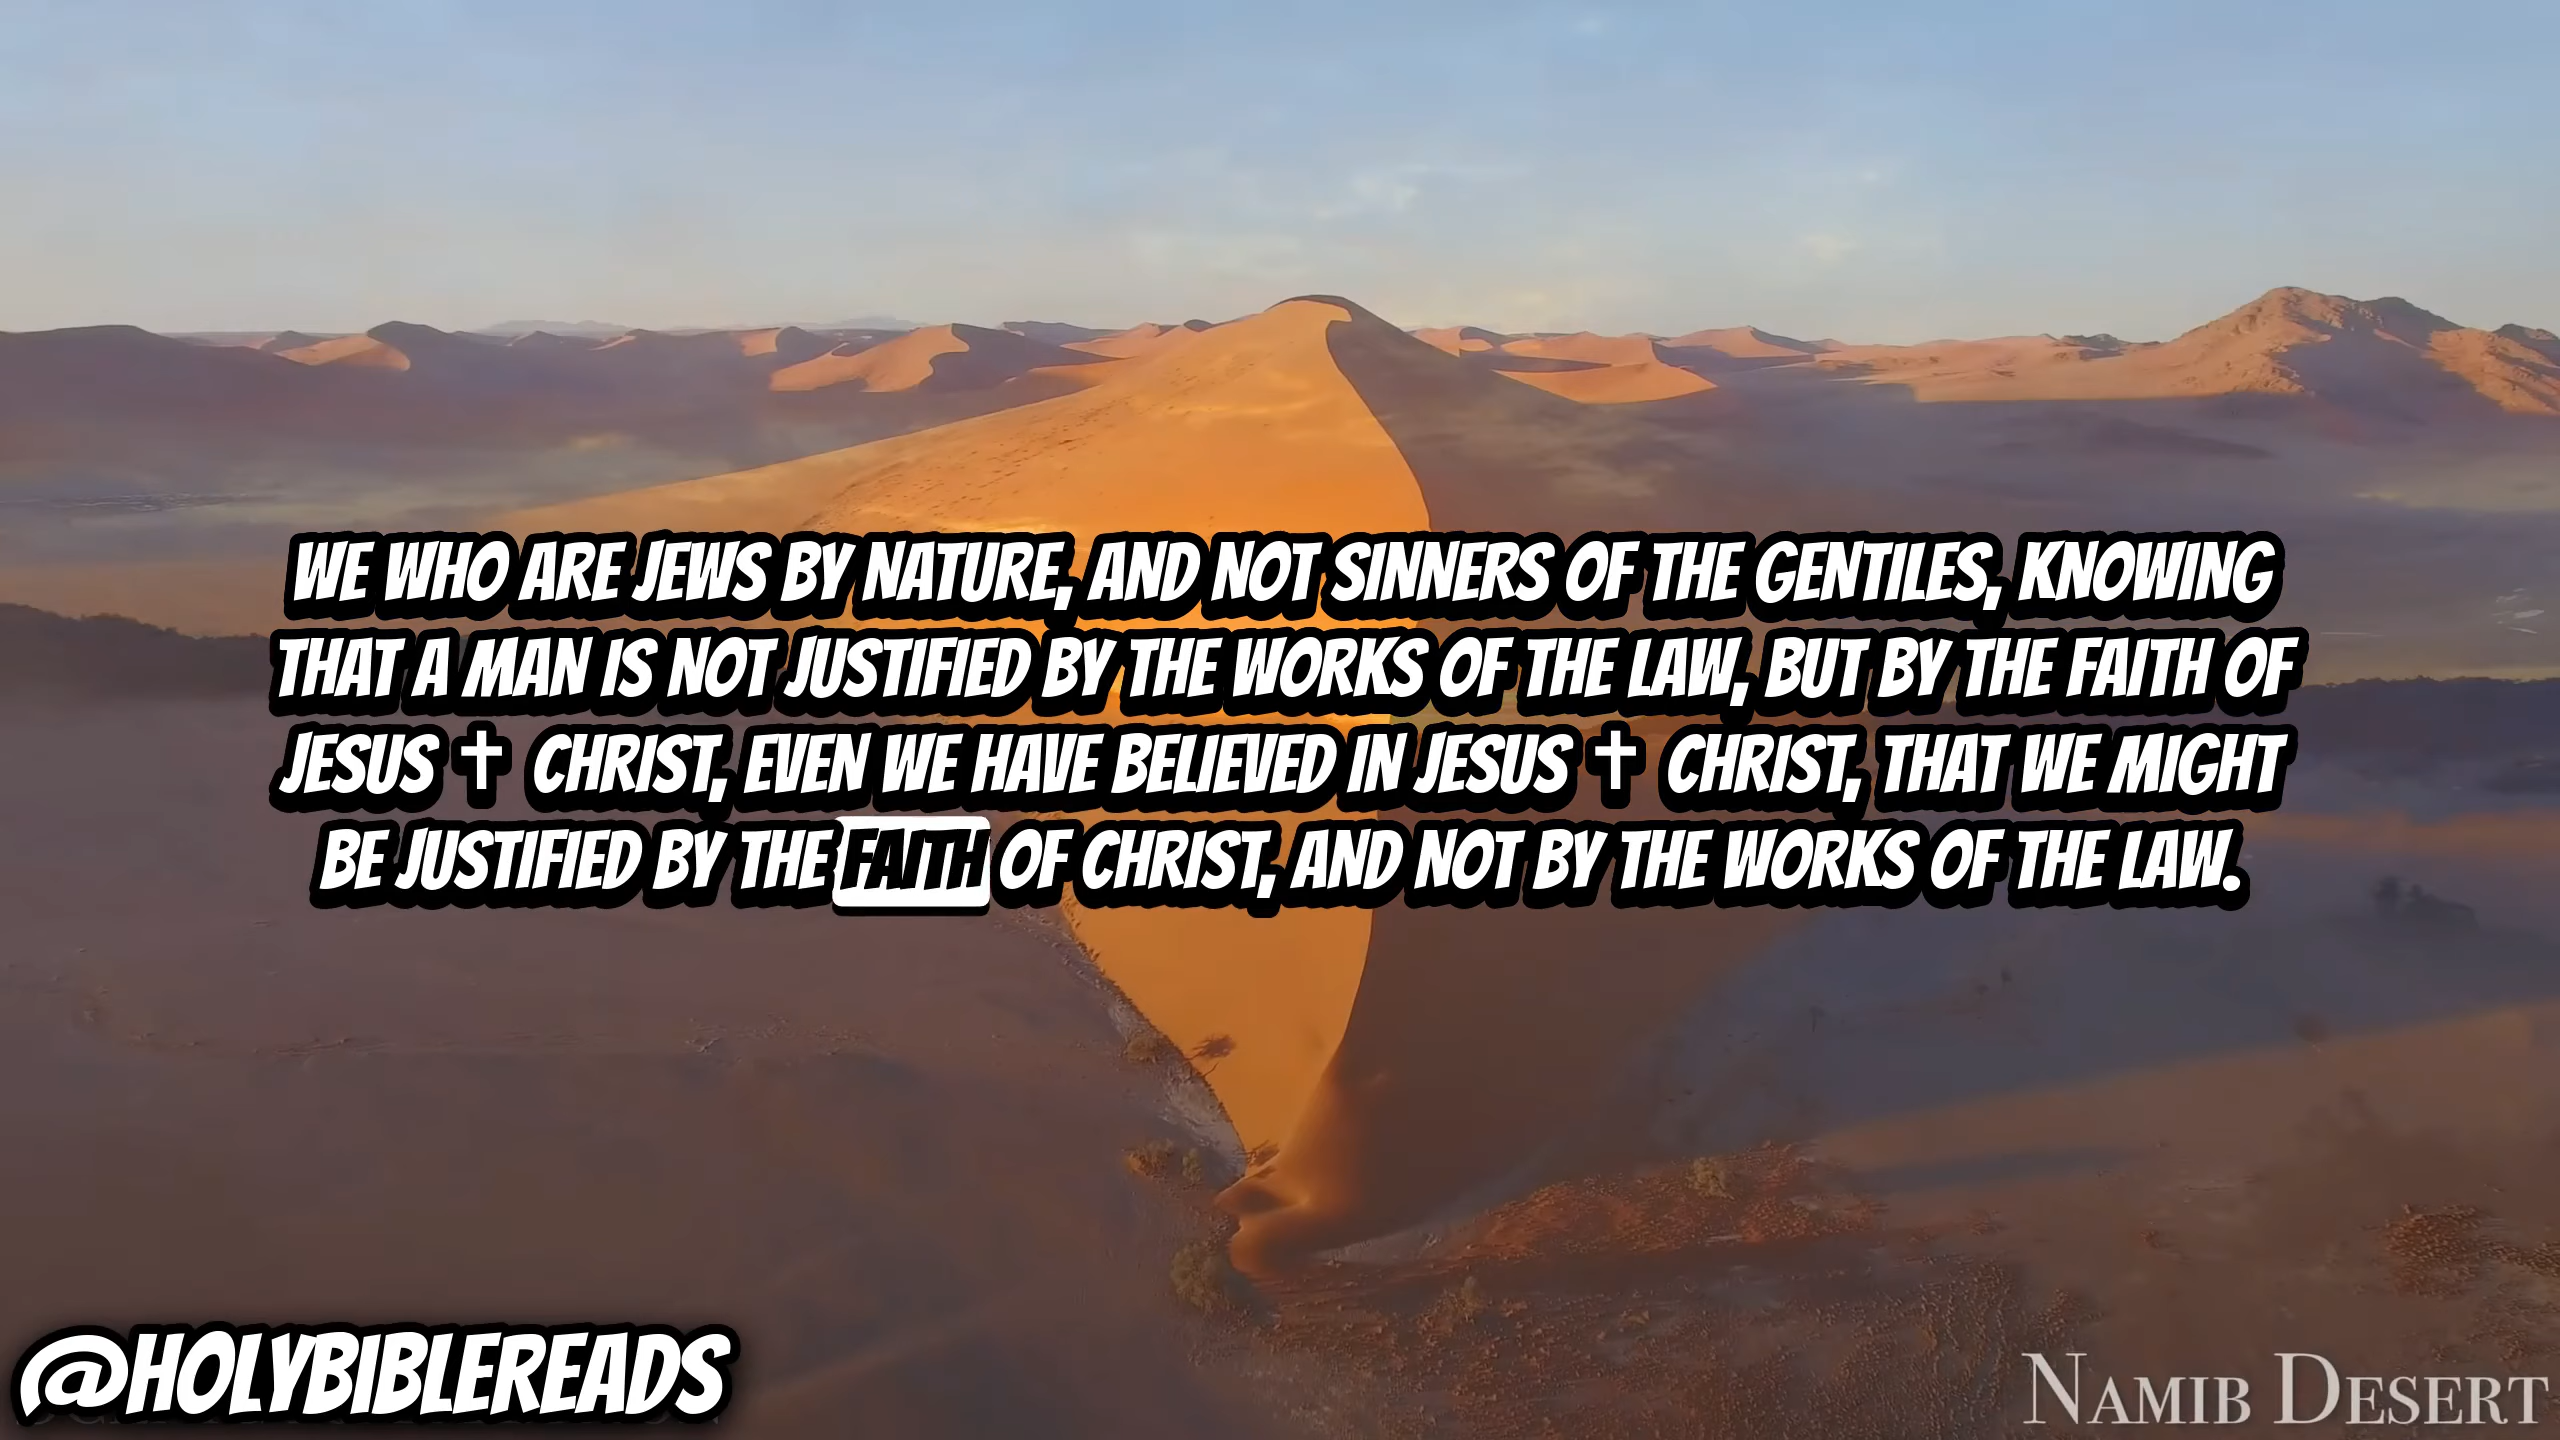 WE WHO ARE JEWS BY NATURE, AND NOT SINNERS OF THE GENTILES, KNOWING
THAT A MAN IS NOT JUSTIFIED BY THE WORKS OF THE LAW, BUT BY THE FAITH OF
JESUS ✝ CHRIST, EVEN WE HAVE BELIEVED IN JESUS ✝ CHRIST, THAT WE MIGHT
BE JUSTIFIED BY THE FAITH OF CHRIST, AND NOT BY THE WORKS OF THE LAW.
@HOLYBIBLEREADS
NAMIB DESERT